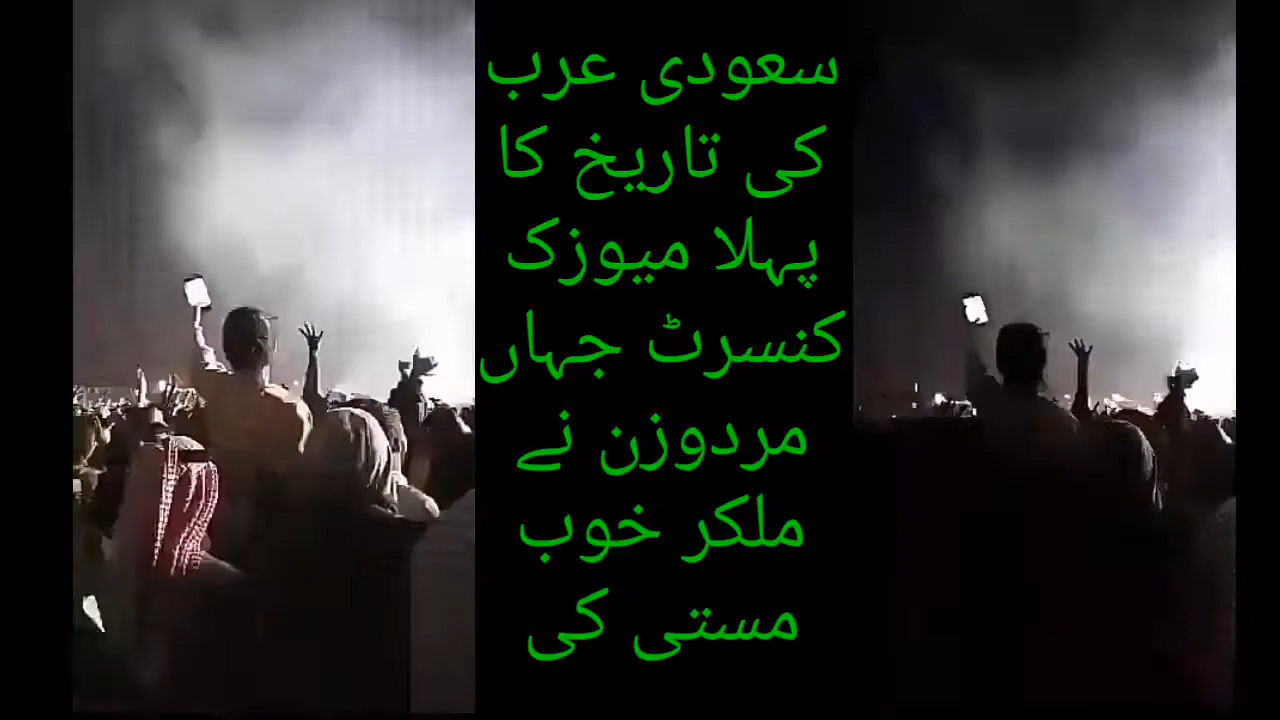 سعودی عرب
کی تاریخ کا
پہلا میوزک
کنسرٹ جہاں
مردوزن نے
ملکر خوب
مستی کی